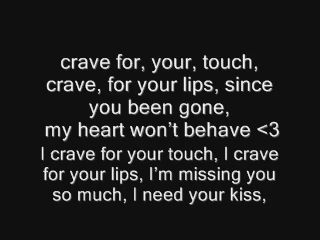 crave for, your, touch,
crave, for your lips, since
you been gone,
my heart won't behave <3
I crave for your touch, I crave
for your lips, I'm missing you
so much, I need your kiss,